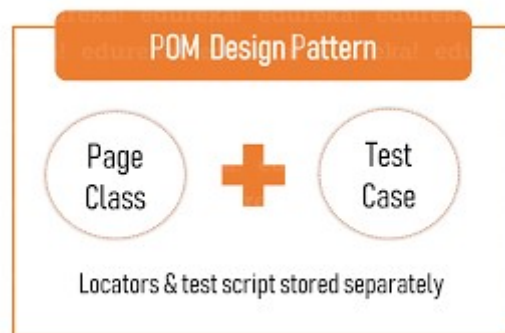 POM Design Pattern
Page
Class
Test
Case
Locators & test script stored separately